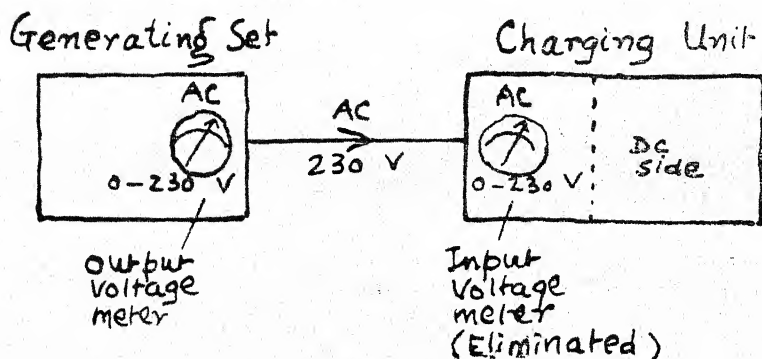 Generating Set
Charging Unit
AC
0-230 V
AC
230 V
AC
0-230 V
DC
side
output
voltage
meter
Input
voltage
meter
(Eliminated)